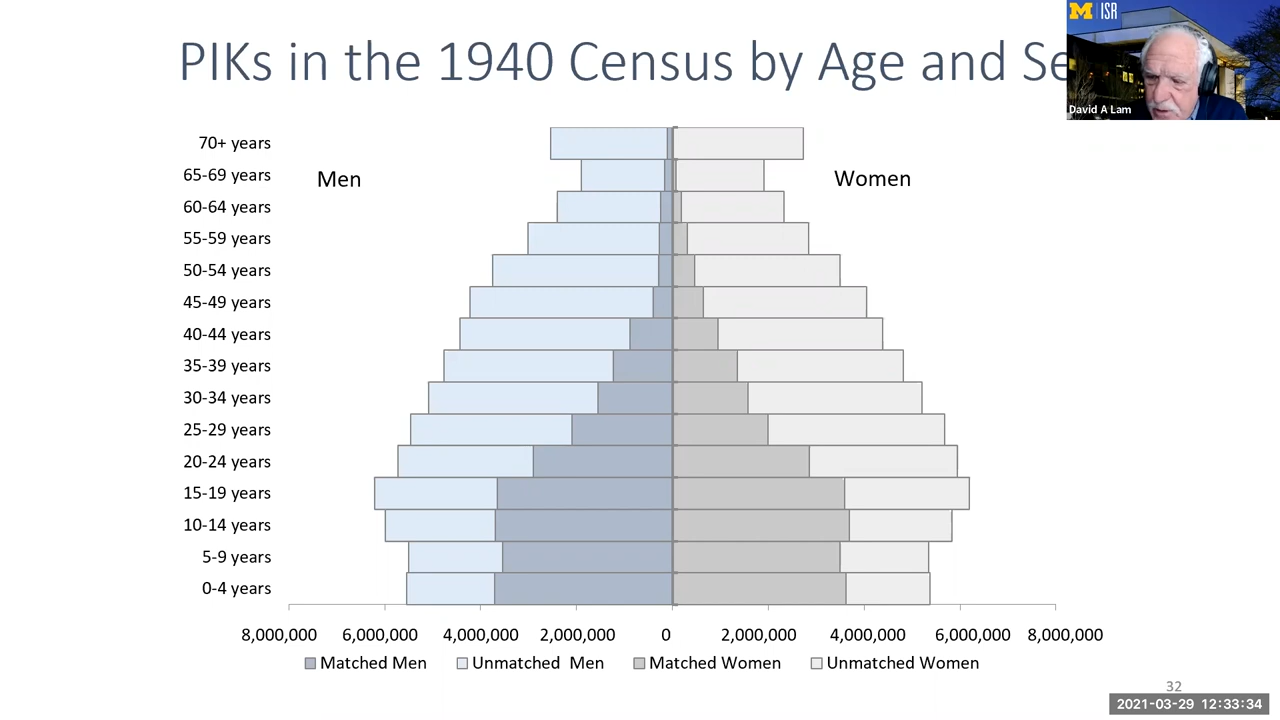 PIKs in the 1940 Census by Age and Se
M | ISR
David A Lam
70+ years
65-69 years
60-64 years
55-59 years
50-54 years
45-49 years
40-44 years
35-39 years
30-34 years
25-29 years
20-24 years
15-19 years
10-14 years
5-9 years
0-4 years
Men
Women
8,000,000 6,000,000 4,000,000 2,000,000 0 2,000,000 4,000,000 6,000,000 8,000,000
Matched Men Unmatched Men Matched Women Unmatched Women
32
2021-03-29 12:33:34